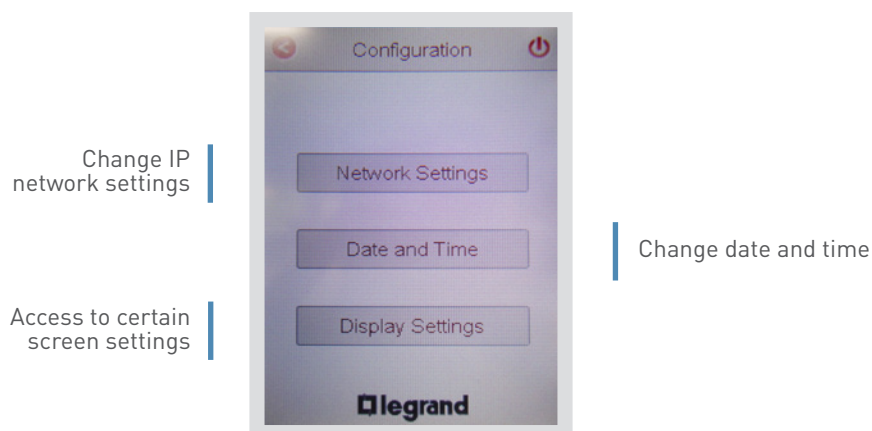 Configuration
Change IP
network settings
Network Settings
Date and Time
Change date and time
Access to certain
screen settings
Display Settings
legrand